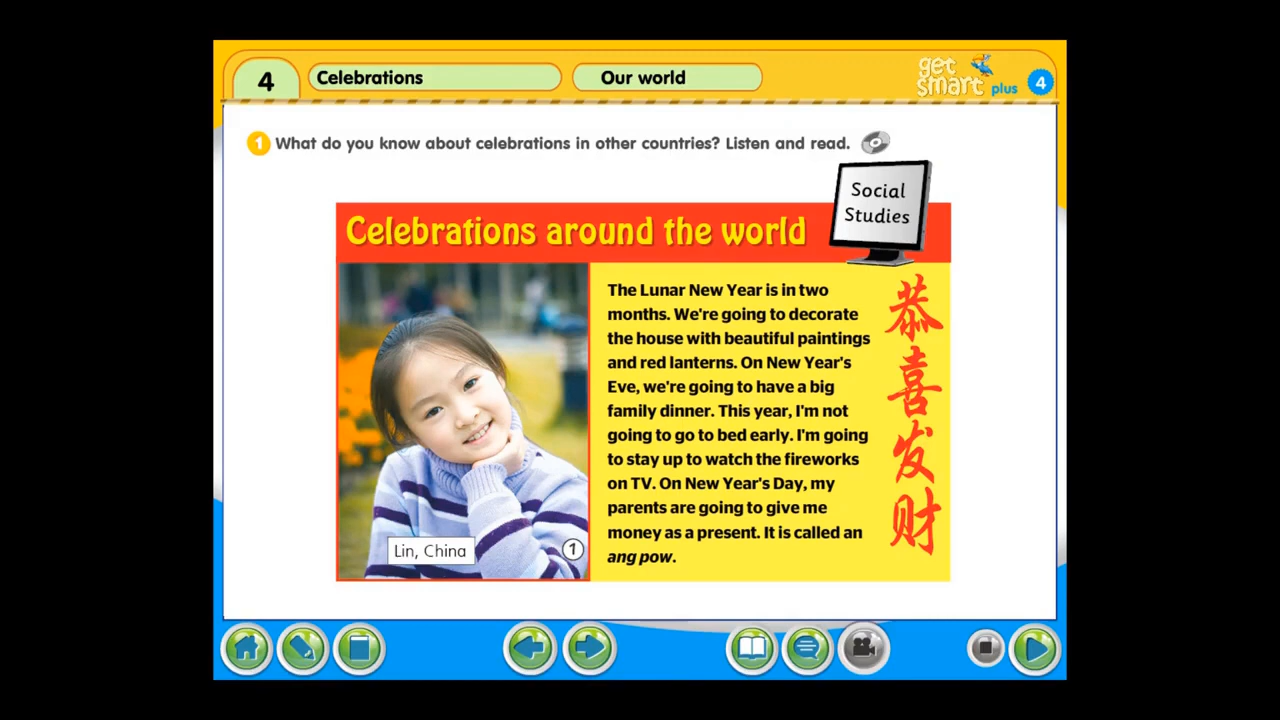 4
Celebrations
Our world
get smart plus 4
1 What do you know about celebrations in other countries? Listen and read.
Social
Studies
Celebrations around the world
The Lunar New Year is in two
months. We're going to decorate
the house with beautiful paintings
and red lanterns. On New Year's
Eve, we're going to have a big
family dinner. This year, I'm not
going to go to bed early. I'm going
to stay up to watch the fireworks
on TV. On New Year's Day, my
parents are going to give me
money as a present. It is called an
ang pow.
恭喜发财
Lin, China
1